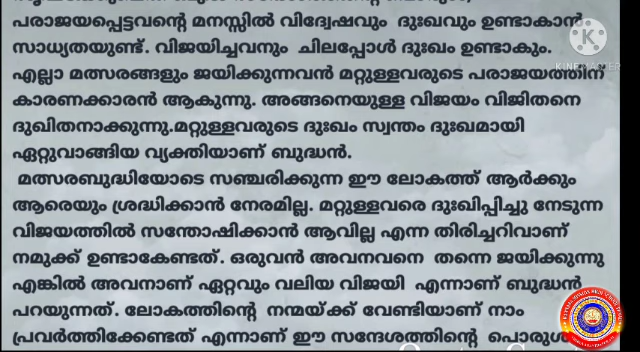 പരാജയപ്പെട്ടവന്റെ മനസ്സിൽ വിദ്വേഷവും ദുഃഖവും ഉണ്ടാകാൻ
സാധ്യതയുണ്ട്. വിജയിച്ചവനും ചിലപ്പോൾ ദുഃഖം ഉണ്ടാകും.
എല്ലാ മത്സരങ്ങളും ജയിക്കുന്നവൻ മറ്റുള്ളവരുടെ പരാജയത്തിന്
കാരണക്കാരൻ ആകുന്നു. അങ്ങനെയുള്ള വിജയം വിജിതനെ
ദുഖിതനാക്കുന്നു.മറ്റുള്ളവരുടെ ദുഃഖം സ്വന്തം ദുഃഖമായി
ഏറ്റുവാങ്ങിയ വ്യക്തിയാണ് ബുദ്ധൻ.
മത്സരബുദ്ധിയോടെ സഞ്ചരിക്കുന്ന ഈ ലോകത്ത് ആർക്കും
ആരെയും ശ്രദ്ധിക്കാൻ നേരമില്ല. മറ്റുള്ളവരെ ദുഃഖിപ്പിച്ചു നേടുന്ന
വിജയത്തിൽ സന്തോഷിക്കാൻ ആവില്ല എന്ന തിരിച്ചറിവാണ്
നമുക്ക് ഉണ്ടാകേണ്ടത്. ഒരുവൻ അവനവനെ തന്നെ ജയിക്കുന്നു
എങ്കിൽ അവനാണ് ഏറ്റവും വലിയ വിജയി എന്നാണ് ബുദ്ധൻ
പറയുന്നത്. ലോകത്തിന്റെ നന്മയ്ക്ക് വേണ്ടിയാണ് നാം
പ്രവർത്തിക്കേണ്ടത് എന്നാണ് ഈ സന്ദേശത്തിന്റെ
K
KINEMASTER